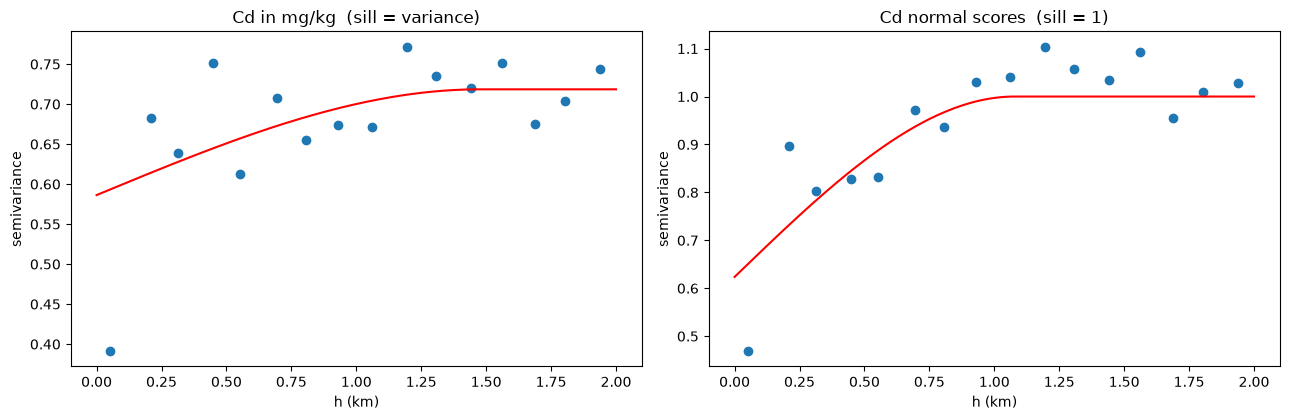 Cd in mg/kg (sill = variance)
semivariance
0.75
0.70
0.65
0.60
0.55
0.50
0.45
0.40
0.00 0.25 0.50 0.75 1.00 1.25 1.50 1.75 2.00
h (km)
Cd normal scores (sill = 1)
semivariance
1.1
1.0
0.9
0.8
0.7
0.6
0.5
0.00 0.25 0.50 0.75 1.00 1.25 1.50 1.75 2.00
h (km)